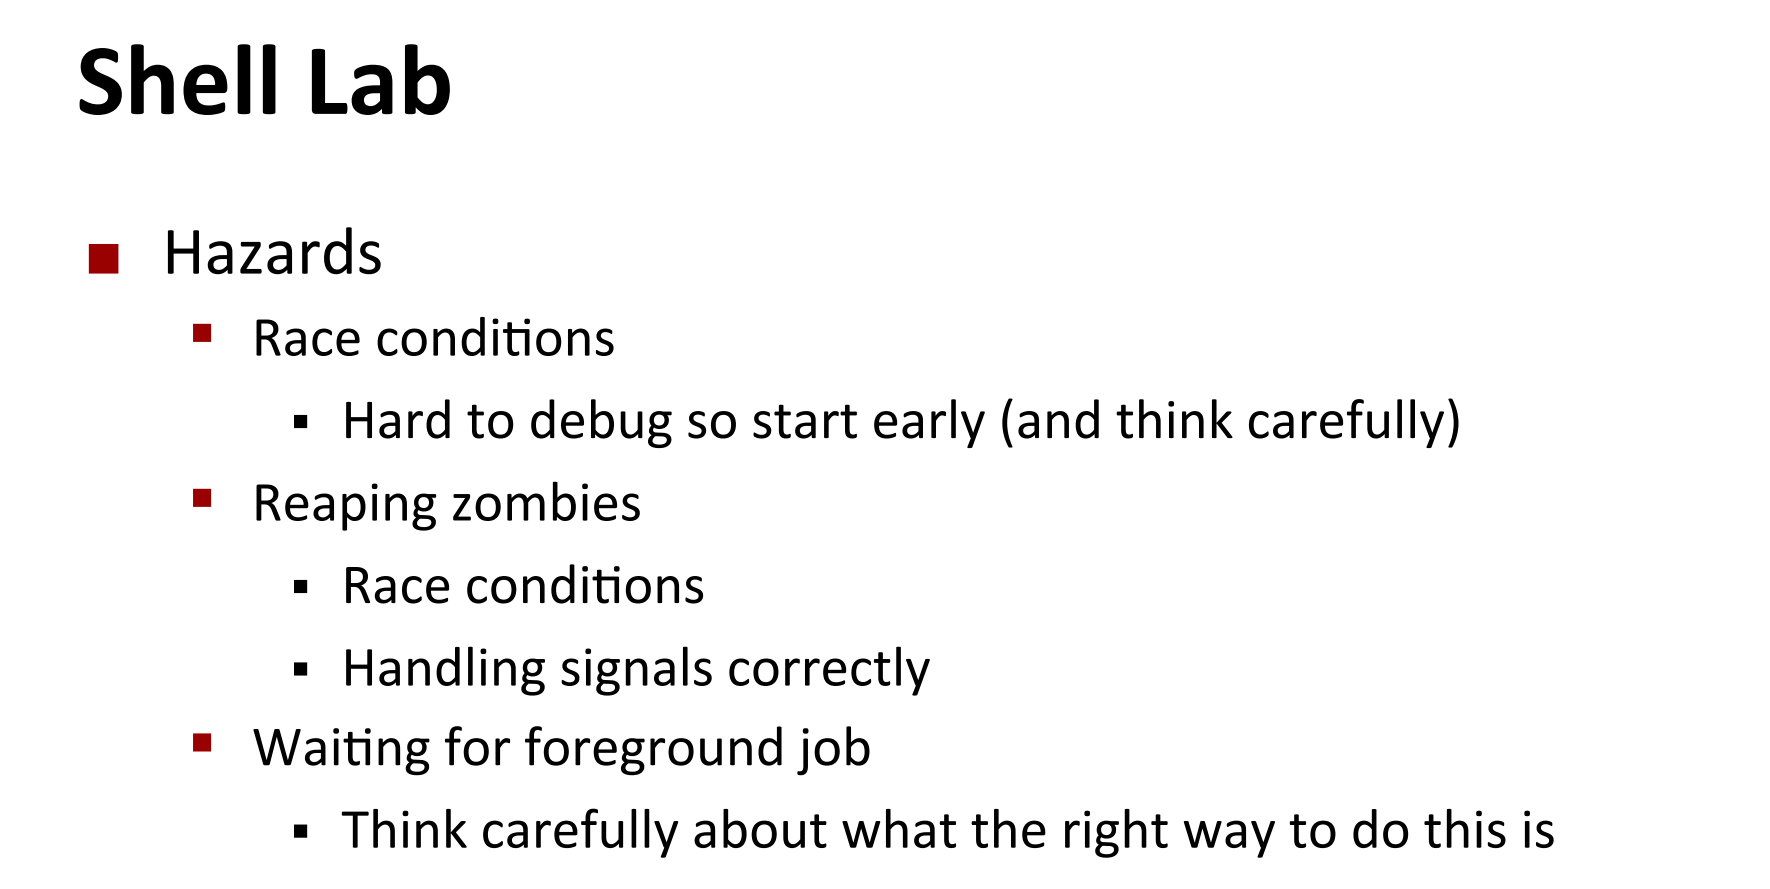 Shell Lab
Hazards
Race conditions
Hard to debug so start early (and think carefully)
Reaping zombies
Race conditions
Handling signals correctly
Waiting for foreground job
Think carefully about what the right way to do this is